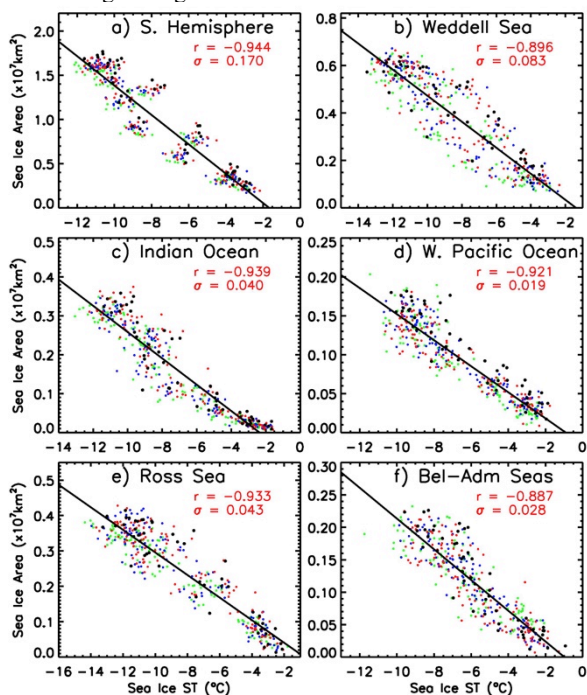 a) S. Hemisphere
r = −0.944
σ = 0.170
Sea Ice Area (x10⁷km²)
2.0
1.5
1.0
0.5
0.0
−12 −10 −8 −6 −4 −2 0
b) Weddell Sea
r = −0.896
σ = 0.083
0.8
0.6
0.4
0.2
0.0
−12 −10 −8 −6 −4 −2
c) Indian Ocean
r = −0.939
σ = 0.040
Sea Ice Area (x10⁷km²)
0.5
0.4
0.3
0.2
0.1
0.0
−14 −12 −10 −8 −6 −4 −2 0
d) W. Pacific Ocean
r = −0.921
σ = 0.019
0.20
0.15
0.10
0.05
0.00
−12 −10 −8 −6 −4 −2 0
e) Ross Sea
r = −0.933
σ = 0.043
Sea Ice Area (x10⁷km²)
0.5
0.4
0.3
0.2
0.1
0.0
−16 −14 −12 −10 −8 −6 −4 −2
Sea Ice ST (°C)
f) Bel−Adm Seas
r = −0.887
σ = 0.028
0.30
0.25
0.20
0.15
0.10
0.05
0.00
−12 −10 −8 −6 −4 −2 0
Sea Ice ST (°C)